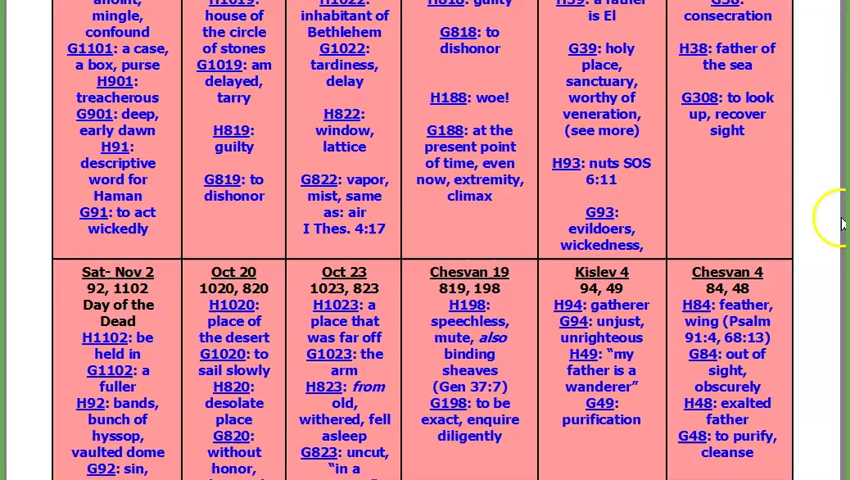 anoint,
mingle,
confound
G1101: a case,
a box, purse
H901:
treacherous
G901: deep,
early dawn
H91:
descriptive
word for
Haman
G91: to act
wickedly
H1019:
house of
the circle
of stones
G1019: am
delayed,
tarry
H819:
guilty
G819: to
dishonor
H1022:
inhabitant of
Bethlehem
G1022:
tardiness,
delay
H822:
window,
lattice
G822: vapor,
mist, same
as: air
I Thes. 4:17
H818: guilty
G818: to
dishonor
H188: woe!
G188: at the
present point
of time, even
now, extremity,
climax
H39: a father
is El
G39: holy
place,
sanctuary,
worthy of
veneration,
(see more)
H93: nuts SOS
6:11
G93:
evildoers,
wickedness,
G38:
consecration
H38: father of
the sea
G308: to look
up, recover
sight
Sat- Nov 2
92, 1102
Day of the
Dead
H1102: be
held in
G1102: a
fuller
H92: bands,
bunch of
hyssop,
vaulted dome
G92: sin,
Oct 20
1020, 820
H1020:
place of
the desert
G1020: to
sail slowly
H820:
desolate
place
G820:
without
honor,
Oct 23
1023, 823
H1023: a
place that
was far off
G1023: the
arm
H823: from
old,
withered, fell
asleep
G823: uncut,
"in a
Chesvan 19
819, 198
H198:
speechless,
mute, also
binding
sheaves
(Gen 37:7)
G198: to be
exact, enquire
diligently
Kislev 4
94, 49
H94: gatherer
G94: unjust,
unrighteous
H49: “my
father is a
wanderer”
G49:
purification
Chesvan 4
84, 48
H84: feather,
wing (Psalm
91:4, 68:13)
G84: out of
sight,
obscurely
H48: exalted
father
G48: to purify,
cleanse